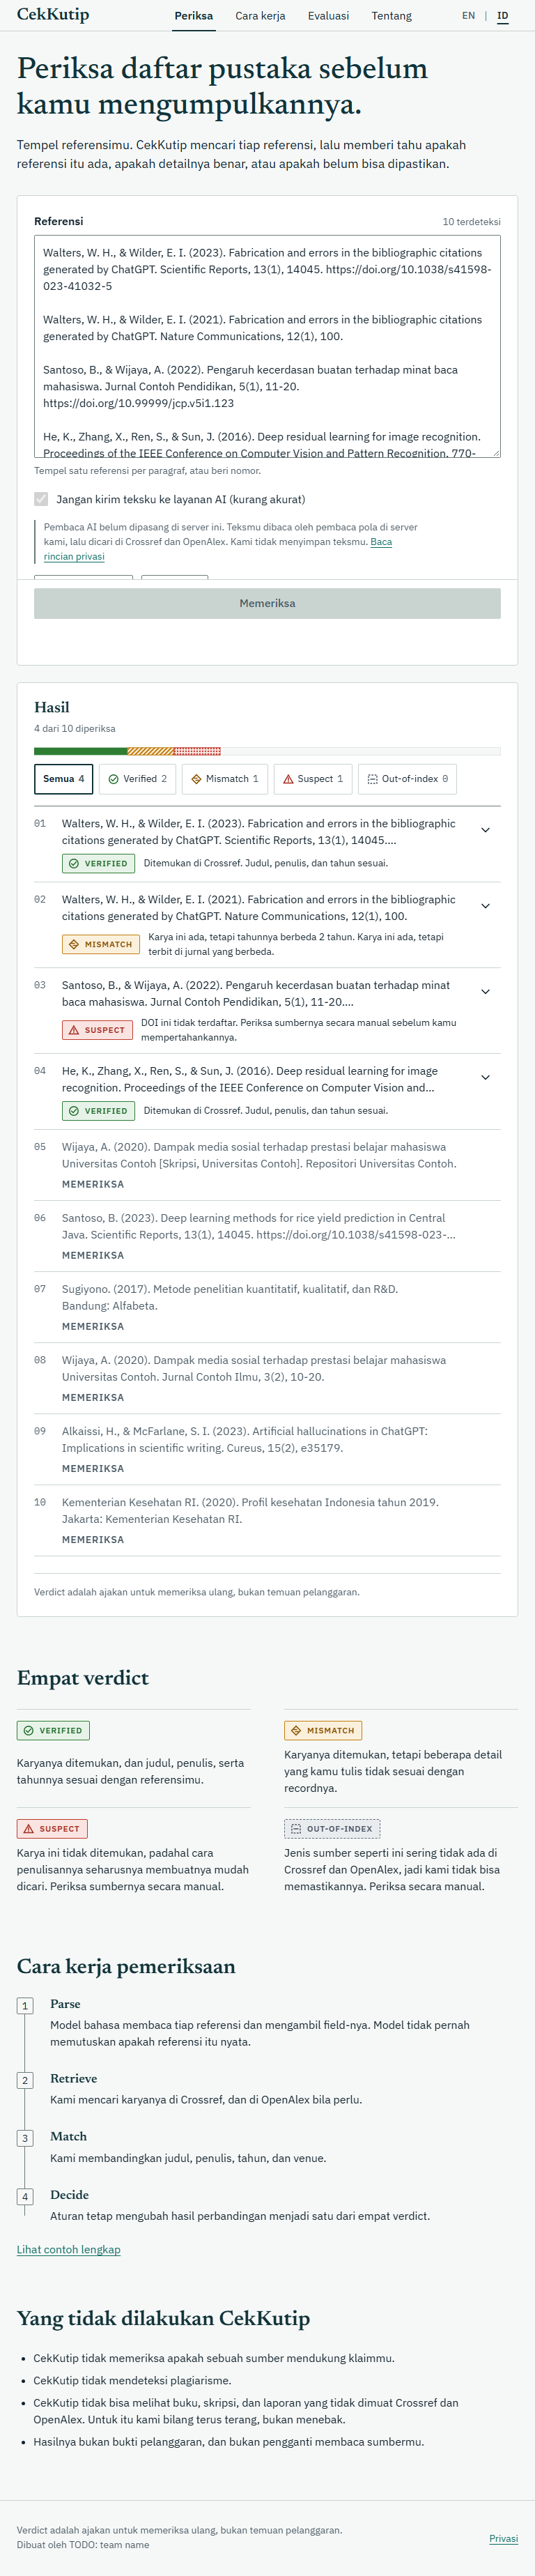 CekKutip
Periksa
Cara kerja
Evaluasi
Tentang
EN | ID
Periksa daftar pustaka sebelum
kamu mengumpulkannya.
Tempel referensimu. CekKutip mencari tiap referensi, lalu memberi tahu apakah
referensi itu ada, apakah detailnya benar, atau apakah belum bisa dipastikan.
Referensi
10 terdeteksi
Walters, W. H., & Wilder, E. I. (2023). Fabrication and errors in the bibliographic citations
generated by ChatGPT. Scientific Reports, 13(1), 14045. https://doi.org/10.1038/s41598-
023-41032-5
Walters, W. H., & Wilder, E. I. (2021). Fabrication and errors in the bibliographic citations
generated by ChatGPT. Nature Communications, 12(1), 100.
Santoso, B., & Wijaya, A. (2022). Pengaruh kecerdasan buatan terhadap minat baca
mahasiswa. Jurnal Contoh Pendidikan, 5(1), 11-20.
https://doi.org/10.99999/jcp.v5i1.123
He, K., Zhang, X., Ren, S., & Sun, J. (2016). Deep residual learning for image recognition.
Proceedings of the IEEE Conference on Computer Vision and Pattern Recognition, 770-
Tempel satu referensi per paragraf, atau beri nomor.
Jangan kirim teksku ke layanan AI (kurang akurat)
Pembaca AI belum dipasang di server ini. Teksmu dibaca oleh pembaca pola di server
kami, lalu dicari di Crossref dan OpenAlex. Kami tidak menyimpan teksmu. Baca
rincian privasi
Memeriksa
Hasil
4 dari 10 diperiksa
Semua 4
Verified 2
Mismatch 1
Suspect 1
Out-of-index 0
01
Walters, W. H., & Wilder, E. I. (2023). Fabrication and errors in the bibliographic
citations generated by ChatGPT. Scientific Reports, 13(1), 14045.…
VERIFIED
Ditemukan di Crossref. Judul, penulis, dan tahun sesuai.
02
Walters, W. H., & Wilder, E. I. (2021). Fabrication and errors in the bibliographic
citations generated by ChatGPT. Nature Communications, 12(1), 100.
MISMATCH
Karya ini ada, tetapi tahunnya berbeda 2 tahun. Karya ini ada, tetapi
terbit di jurnal yang berbeda.
03
Santoso, B., & Wijaya, A. (2022). Pengaruh kecerdasan buatan terhadap minat
baca mahasiswa. Jurnal Contoh Pendidikan, 5(1), 11-20.…
SUSPECT
DOI ini tidak terdaftar. Periksa sumbernya secara manual sebelum kamu
mempertahankannya.
04
He, K., Zhang, X., Ren, S., & Sun, J. (2016). Deep residual learning for image
recognition. Proceedings of the IEEE Conference on Computer Vision and…
VERIFIED
Ditemukan di Crossref. Judul, penulis, dan tahun sesuai.
05
Wijaya, A. (2020). Dampak media sosial terhadap prestasi belajar mahasiswa
Universitas Contoh [Skripsi, Universitas Contoh]. Repositori Universitas Contoh.
MEMERIKSA
06
Santoso, B. (2023). Deep learning methods for rice yield prediction in Central
Java. Scientific Reports, 13(1), 14045. https://doi.org/10.1038/s41598-023-…
MEMERIKSA
07
Sugiyono. (2017). Metode penelitian kuantitatif, kualitatif, dan R&D.
Bandung: Alfabeta.
MEMERIKSA
08
Wijaya, A. (2020). Dampak media sosial terhadap prestasi belajar mahasiswa
Universitas Contoh. Jurnal Contoh Ilmu, 3(2), 10-20.
MEMERIKSA
09
Alkaissi, H., & McFarlane, S. I. (2023). Artificial hallucinations in ChatGPT:
Implications in scientific writing. Cureus, 15(2), e35179.
MEMERIKSA
10
Kementerian Kesehatan RI. (2020). Profil kesehatan Indonesia tahun 2019.
Jakarta: Kementerian Kesehatan RI.
MEMERIKSA
Verdict adalah ajakan untuk memeriksa ulang, bukan temuan pelanggaran.
Empat verdict
VERIFIED
Karyanya ditemukan, dan judul, penulis, serta
tahunnya sesuai dengan referensimu.
MISMATCH
Karyanya ditemukan, tetapi beberapa detail
yang kamu tulis tidak sesuai dengan
recordnya.
SUSPECT
Karya ini tidak ditemukan, padahal cara
penulisannya seharusnya membuatnya mudah
dicari. Periksa sumbernya secara manual.
OUT-OF-INDEX
Jenis sumber seperti ini sering tidak ada di
Crossref dan OpenAlex, jadi kami tidak bisa
memastikannya. Periksa secara manual.
Cara kerja pemeriksaan
1
Parse
Model bahasa membaca tiap referensi dan mengambil field-nya. Model tidak pernah
memutuskan apakah referensi itu nyata.
2
Retrieve
Kami mencari karyanya di Crossref, dan di OpenAlex bila perlu.
3
Match
Kami membandingkan judul, penulis, tahun, dan venue.
4
Decide
Aturan tetap mengubah hasil perbandingan menjadi satu dari empat verdict.
Lihat contoh lengkap
Yang tidak dilakukan CekKutip
CekKutip tidak memeriksa apakah sebuah sumber mendukung klaimmu.
CekKutip tidak mendeteksi plagiarisme.
CekKutip tidak bisa melihat buku, skripsi, dan laporan yang tidak dimuat Crossref dan
OpenAlex. Untuk itu kami bilang terus terang, bukan menebak.
Hasilnya bukan bukti pelanggaran, dan bukan pengganti membaca sumbermu.
Verdict adalah ajakan untuk memeriksa ulang, bukan temuan pelanggaran.
Dibuat oleh TODO: team name
Privasi